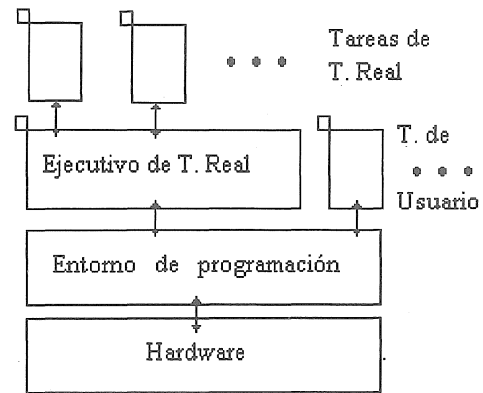 Tareas de
T. Real
Ejecutivo de T. Real
T. de
Usuario
Entorno de programación
Hardware